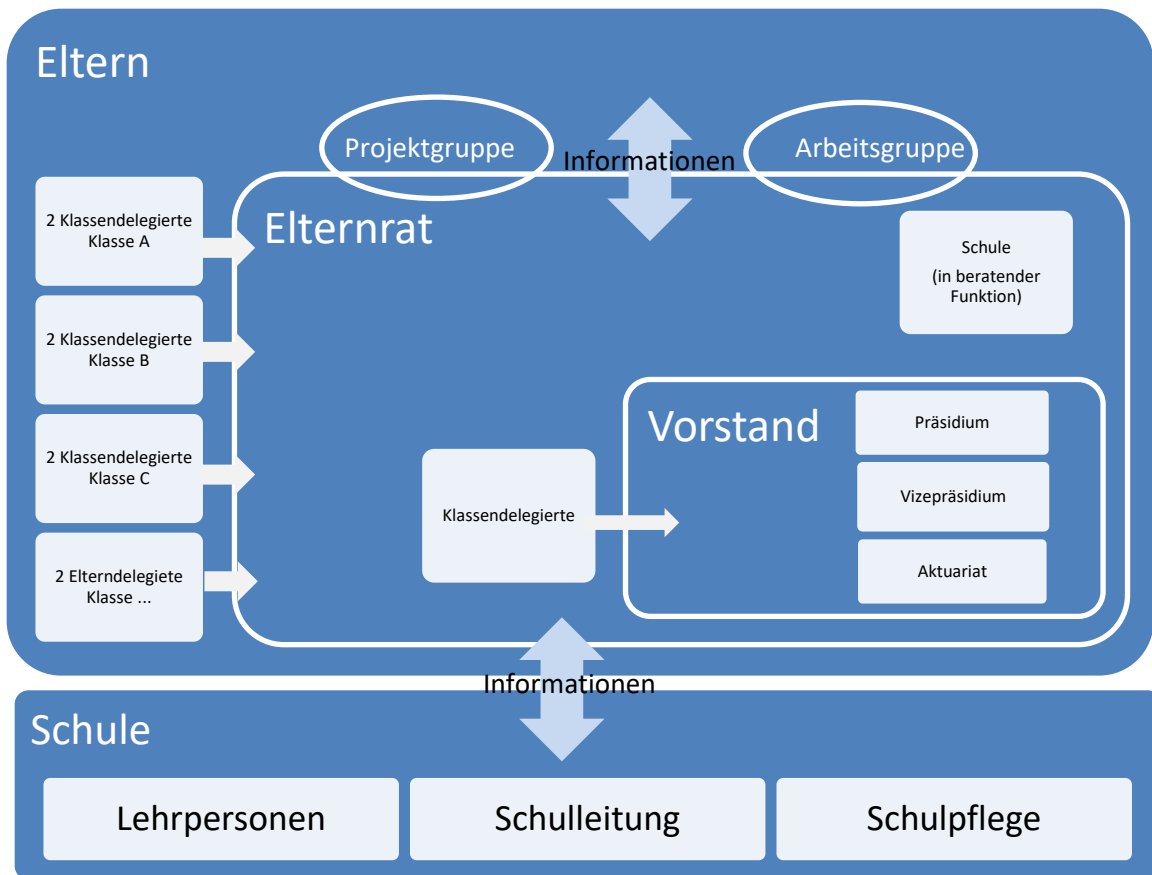 Eltern
Projektgruppe
Informationen
Arbeitsgruppe
2 Klassendelegierte
Klasse A
Elternrat
Schule
(in beratender
Funktion)
2 Klassendelegierte
Klasse B
2 Klassendelegierte
Klasse C
2 Elterndelegiete
Klasse ...
Klassendelegierte
Vorstand
Präsidium
Vizepräsidium
Aktuariat
Informationen
Schule
Lehrpersonen
Schulleitung
Schulpflege